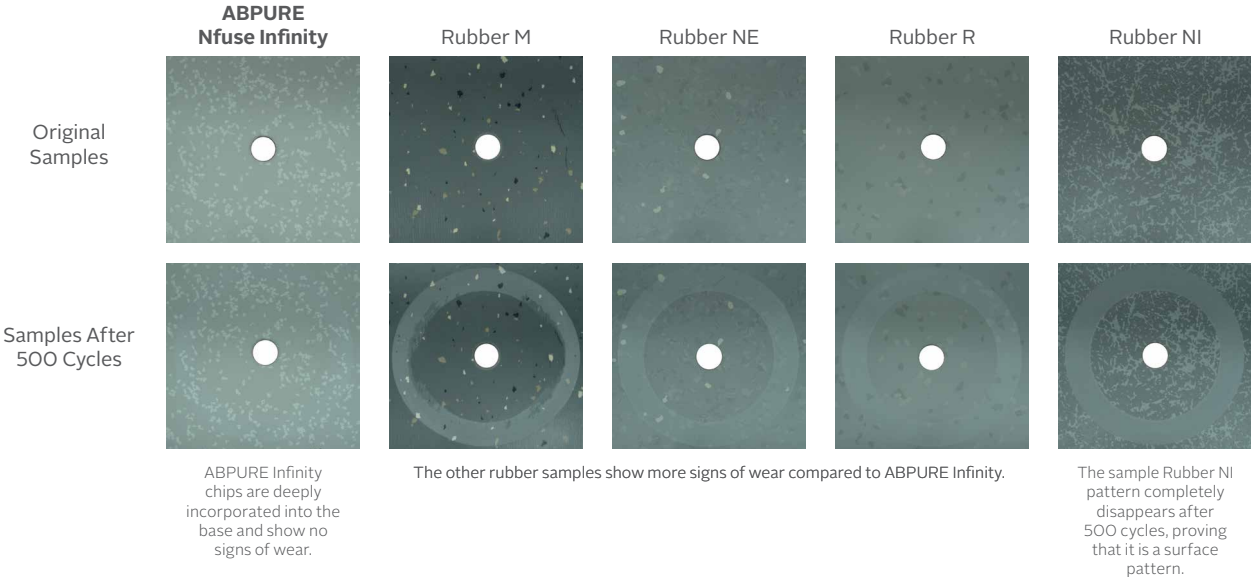 ABPURE
Nfuse Infinity
Rubber M
Rubber NE
Rubber R
Rubber NI
Original
Samples
Samples After
500 Cycles
ABPURE Infinity
chips are deeply
incorporated into the
base and show no
signs of wear.
The other rubber samples show more signs of wear compared to ABPURE Infinity.
The sample Rubber NI
pattern completely
disappears after
500 cycles, proving
that it is a surface
pattern.